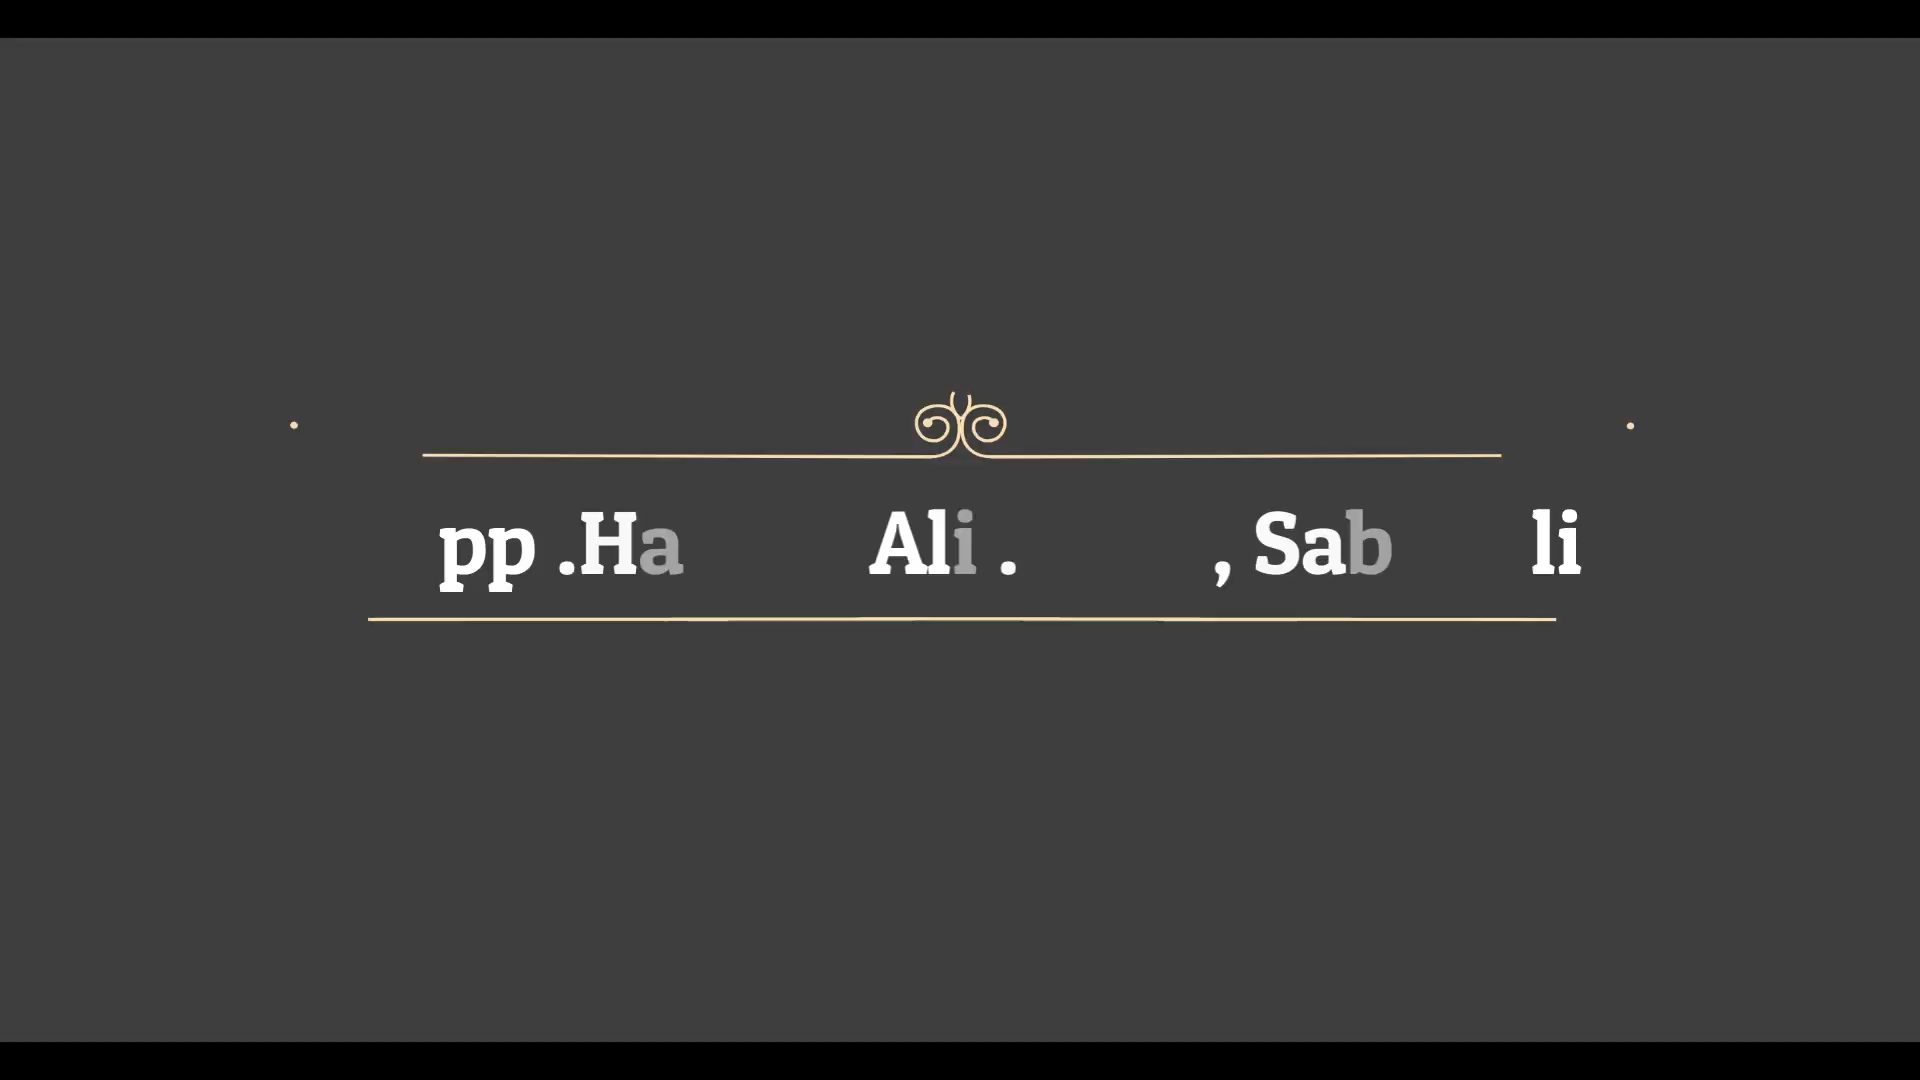 pp .Ha Ali . , Sab li